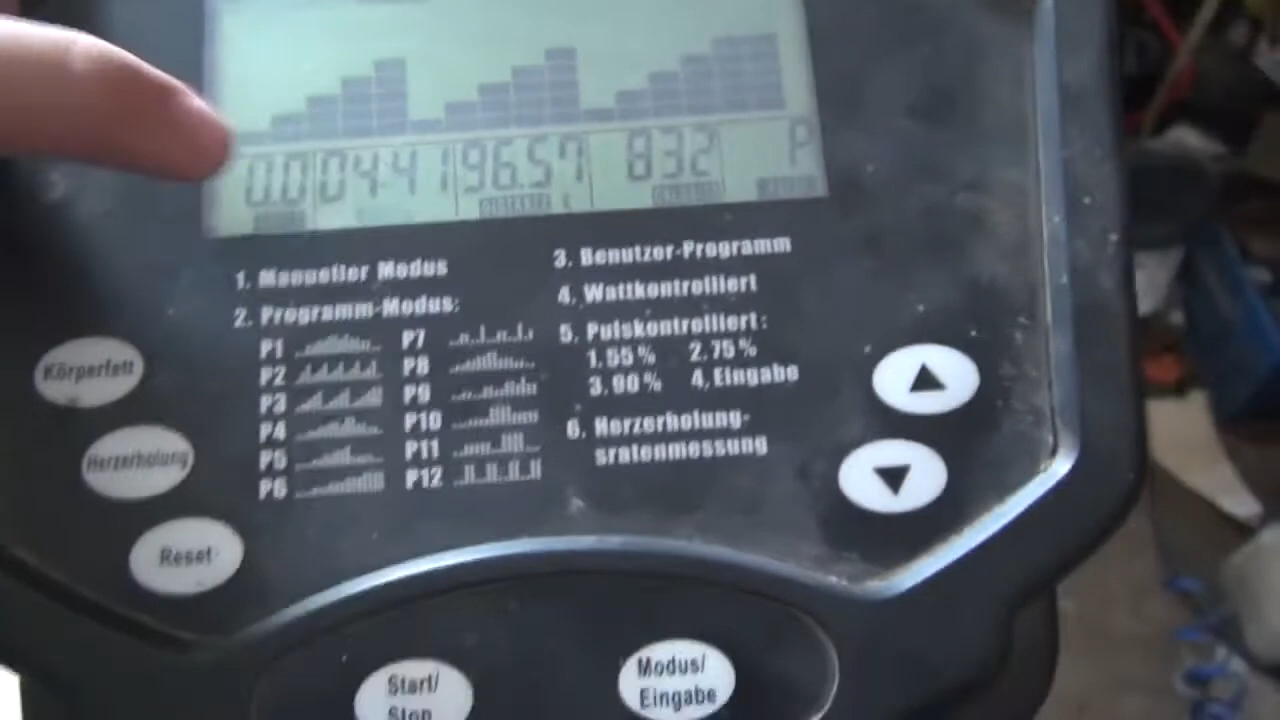 0.0 04:41 96.57 832 P
1. Manueller Modus
2. Programm-Modus:
P1
P2
P3
P4
P5
P6
P7
P8
P9
P10
P11
P12
3. Benutzer-Programm
4. Wattkontrolliert
5. Pulskontrolliert:
1.55% 2.75%
3.90% 4.Eingabe
6. Herzerholung-
sratenmessung
Körperfett
Herzerholung
Reset
Start/
Stop
Modus/
Eingabe